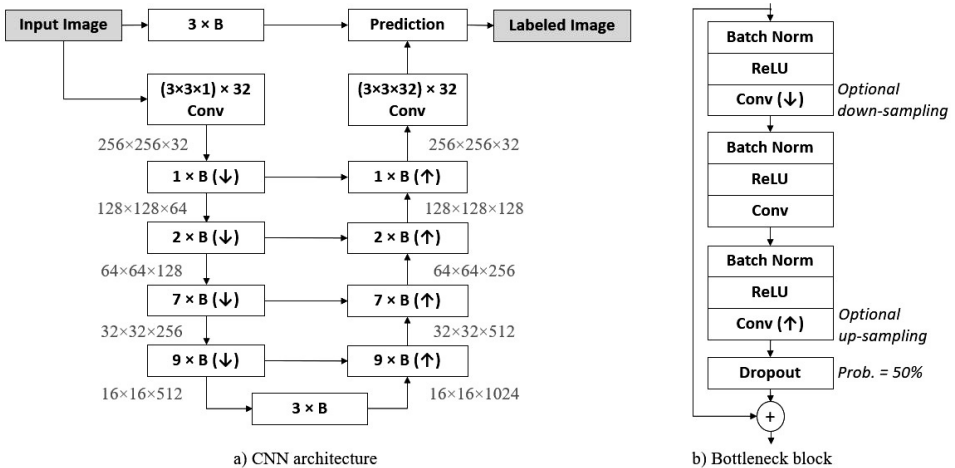 Input Image
3 × B
Prediction
Labeled Image
(3×3×1) × 32
Conv
(3×3×32) × 32
Conv
256×256×32
256×256×32
1 × B (↓)
1 × B (↑)
128×128×64
128×128×128
2 × B (↓)
2 × B (↑)
64×64×128
64×64×256
7 × B (↓)
7 × B (↑)
32×32×256
32×32×512
9 × B (↓)
9 × B (↑)
16×16×512
16×16×1024
3 × B
a) CNN architecture
Batch Norm
ReLU
Conv (↓)
Optional
down-sampling
Batch Norm
ReLU
Conv
Batch Norm
ReLU
Conv (↑)
Optional
up-sampling
Dropout
Prob. = 50%
+
b) Bottleneck block